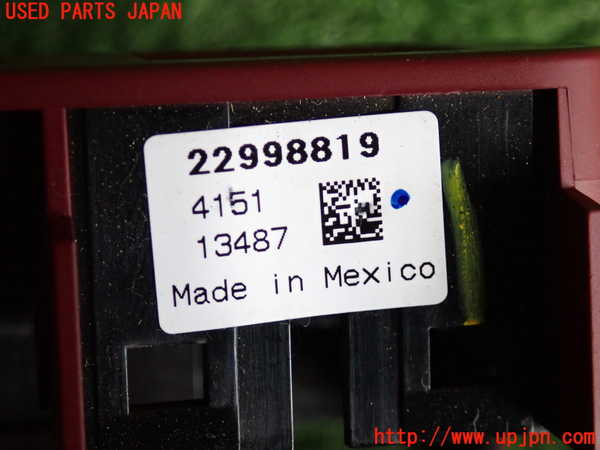 USED PARTS JAPAN
22998819
4151
13487
Made in Mexico
http://www.upjpn.com